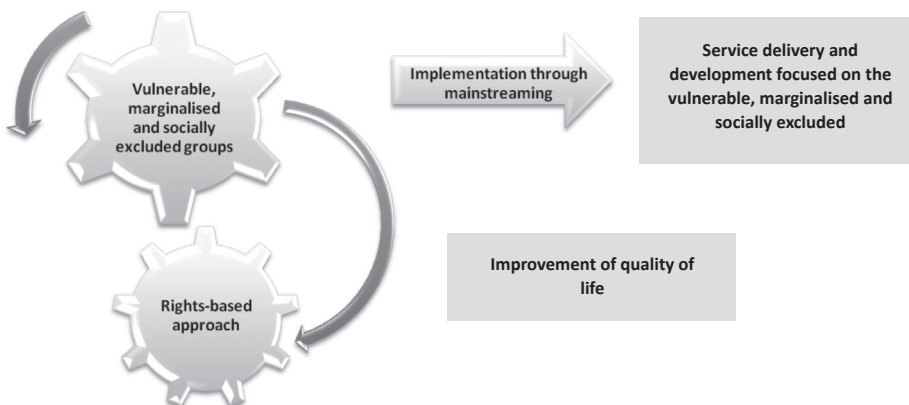 Vulnerable,
marginalised
and socially
excluded groups
Implementation through
mainstreaming
Service delivery and
development focused on the
vulnerable, marginalised and
socially excluded
Rights-based
approach
Improvement of quality of
life